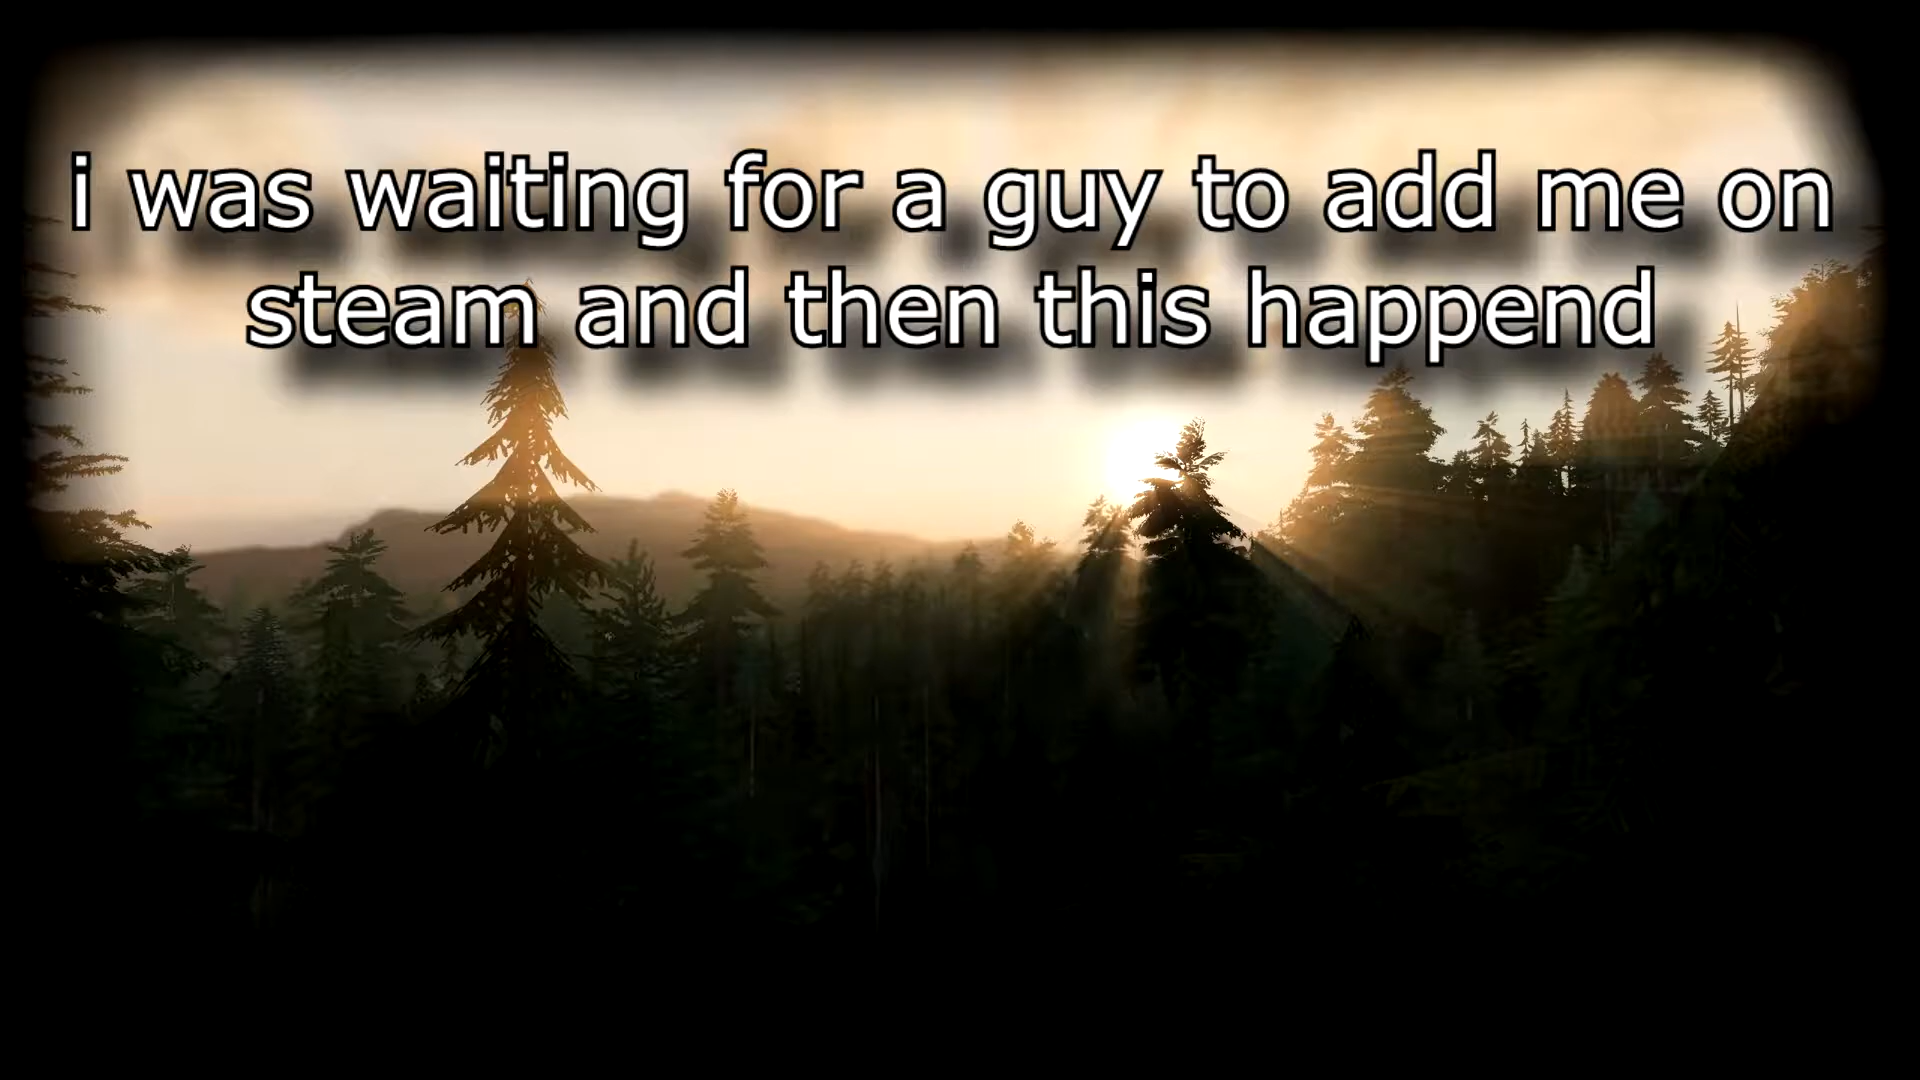 i was waiting for a guy to add me on
steam and then this happend